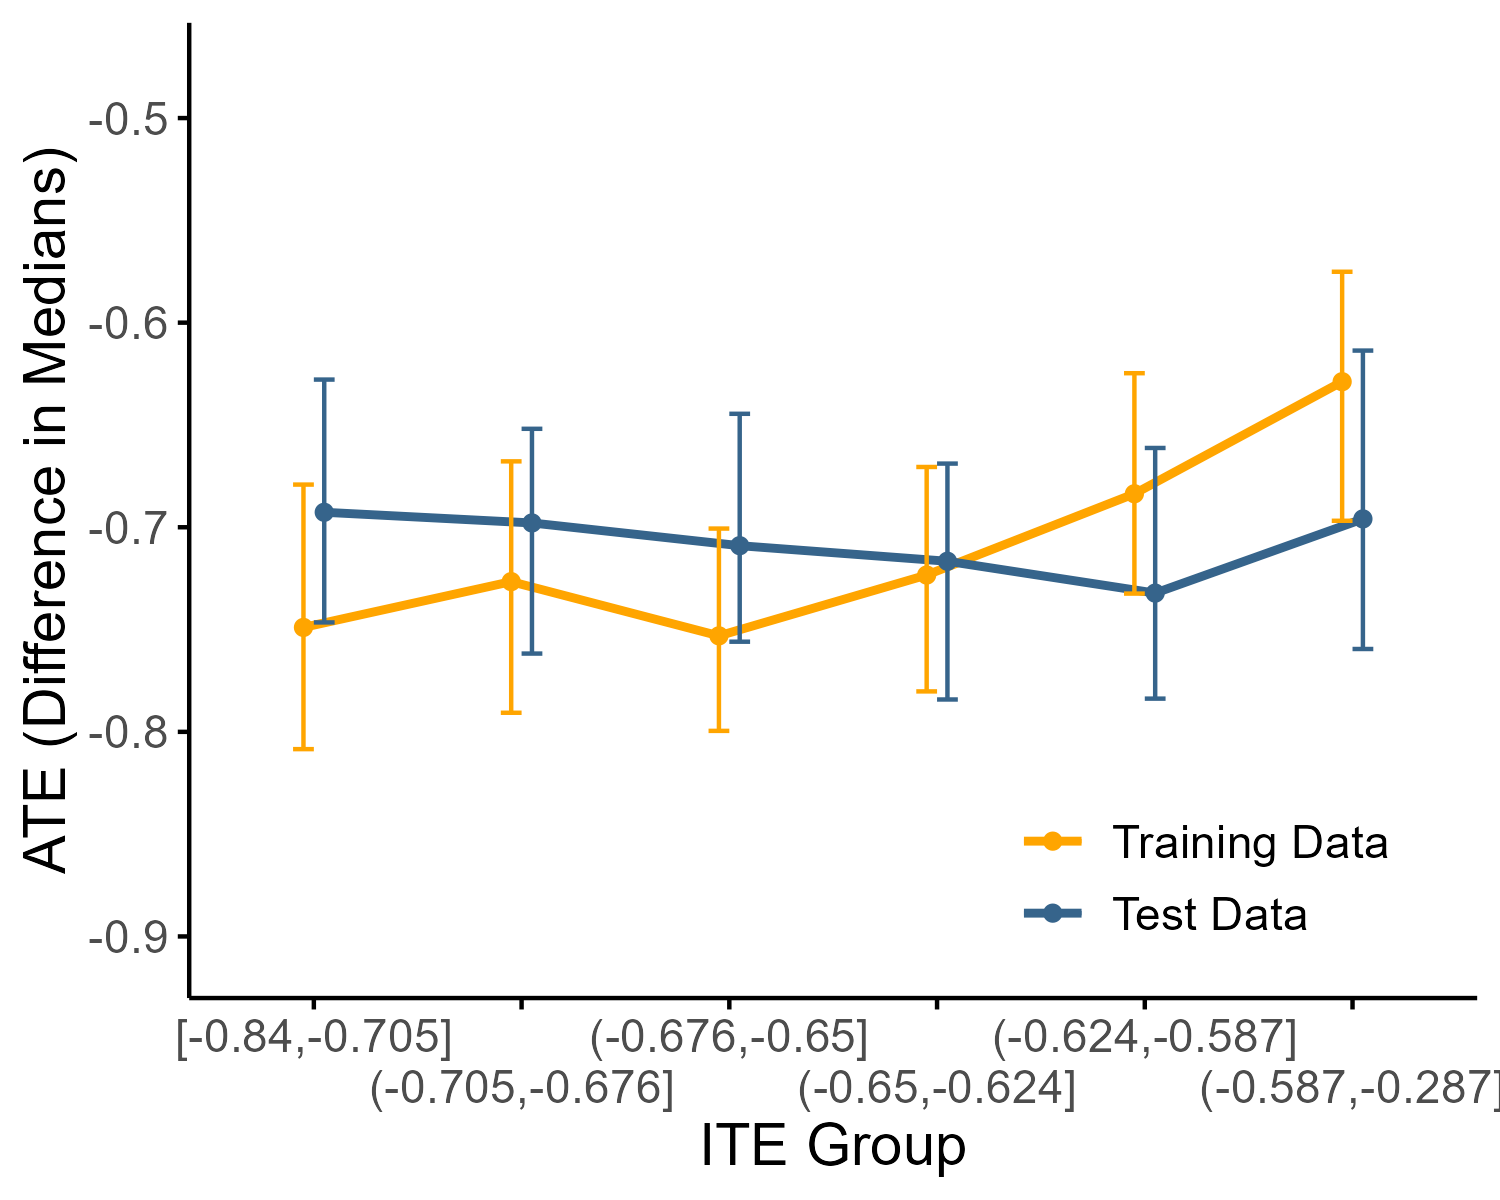 ATE (Difference in Medians)
-0.5
-0.6
-0.7
-0.8
-0.9
Training Data
Test Data
[-0.84,-0.705]
(-0.705,-0.676]
(-0.676,-0.65]
(-0.65,-0.624]
(-0.624,-0.587]
(-0.587,-0.287]
ITE Group